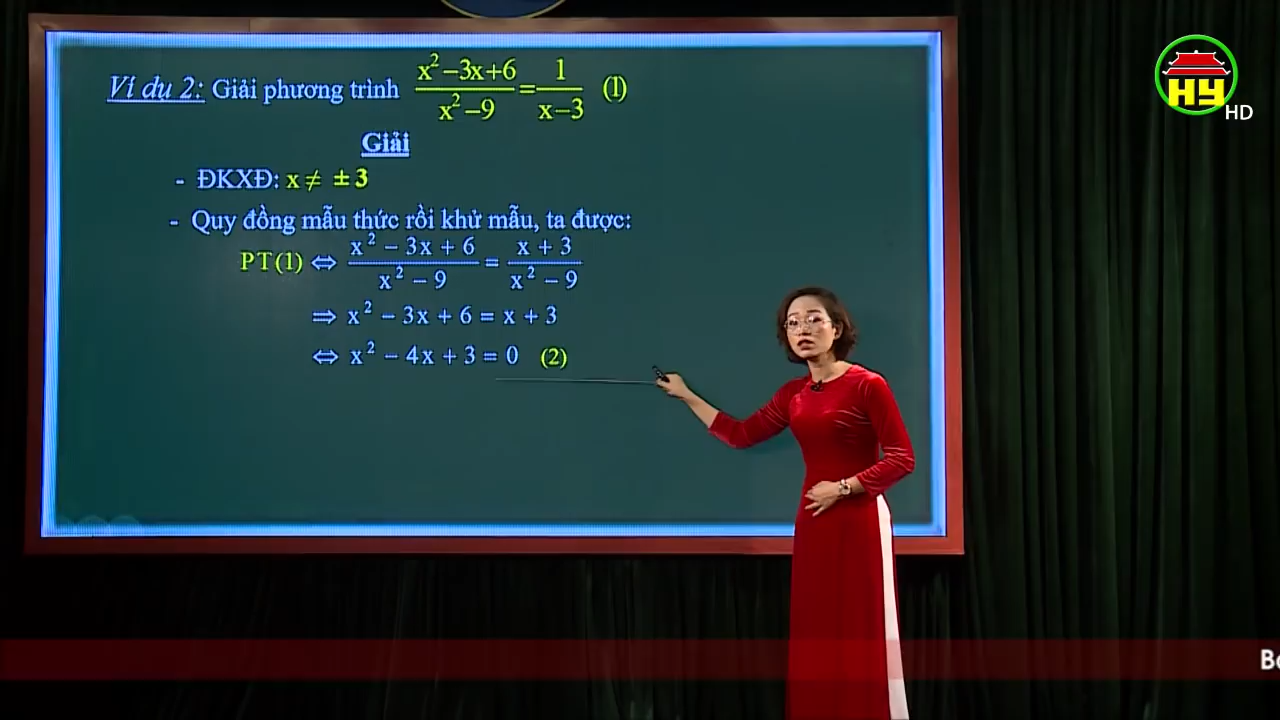 Ví dụ 2: Giải phương trình (x²−3x+6)/(x²−9) = 1/(x−3) (1)
Giải
- ĐKXĐ: x ≠ ±3
- Quy đồng mẫu thức rồi khử mẫu, ta được:
PT(1) ⇔ (x² − 3x + 6)/(x² − 9) = (x + 3)/(x² − 9)
⇒ x² − 3x + 6 = x + 3
⇔ x² − 4x + 3 = 0 (2)
HY
HD